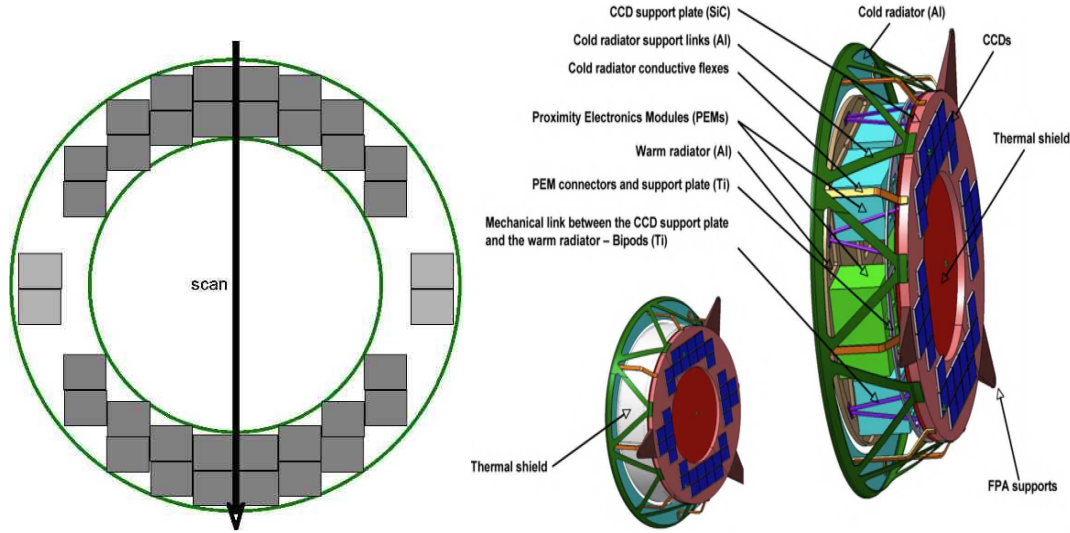 scan
CCD support plate (SiC)
Cold radiator support links (Al)
Cold radiator conductive flexes
Proximity Electronics Modules (PEMs)
Warm radiator (Al)
PEM connectors and support plate (Ti)
Mechanical link between the CCD support plate
and the warm radiator – Bipods (Ti)
Cold radiator (Al)
CCDs
Thermal shield
Thermal shield
FPA supports